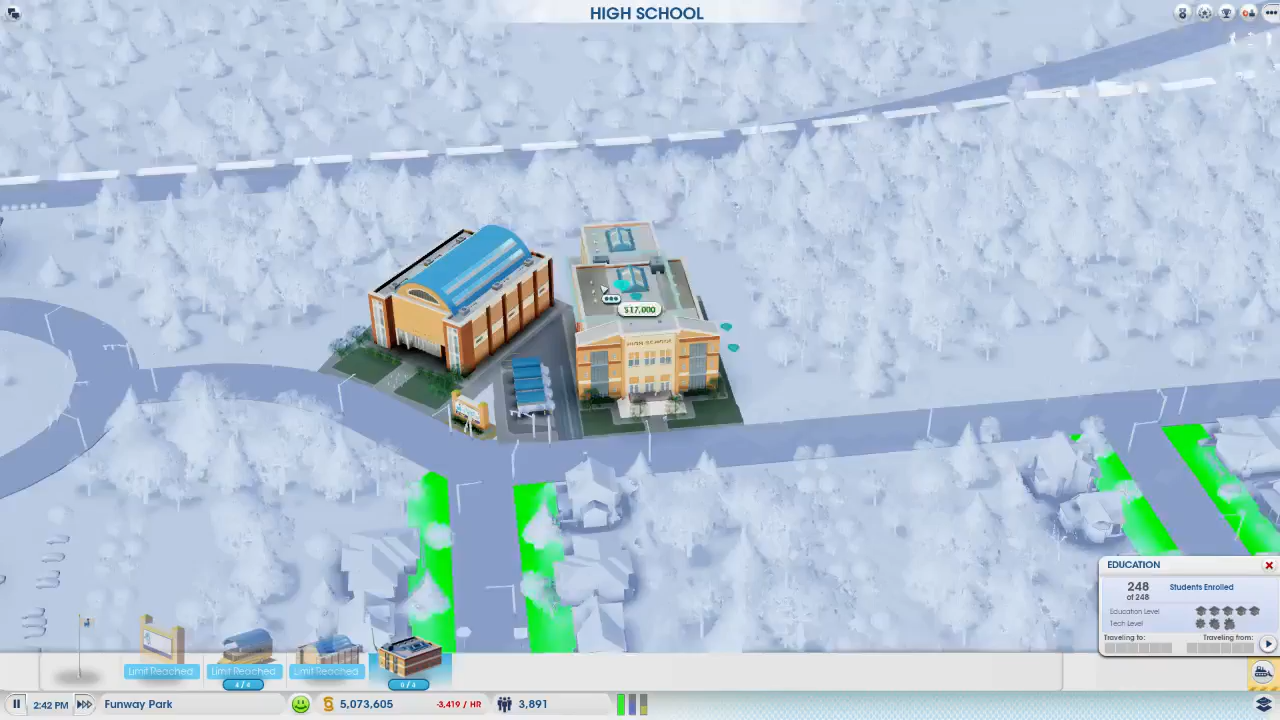 HIGH SCHOOL
$17,000
HIGH SCHOOL
EDUCATION
248 Students Enrolled
of 248
Education Level
Tech Level
Traveling to: Traveling from:
Limit Reached Limit Reached Limit Reached
4 / 4 0 / 4
2:42 PM Funway Park 5,073,605 -3,419 / HR 3,891